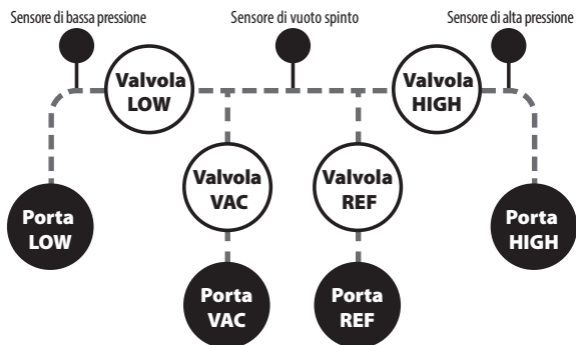 Sensore di bassa pressione
Sensore di vuoto spinto
Sensore di alta pressione
Valvola
LOW
Valvola
HIGH
Valvola
VAC
Valvola
REF
Porta
LOW
Porta
HIGH
Porta
VAC
Porta
REF